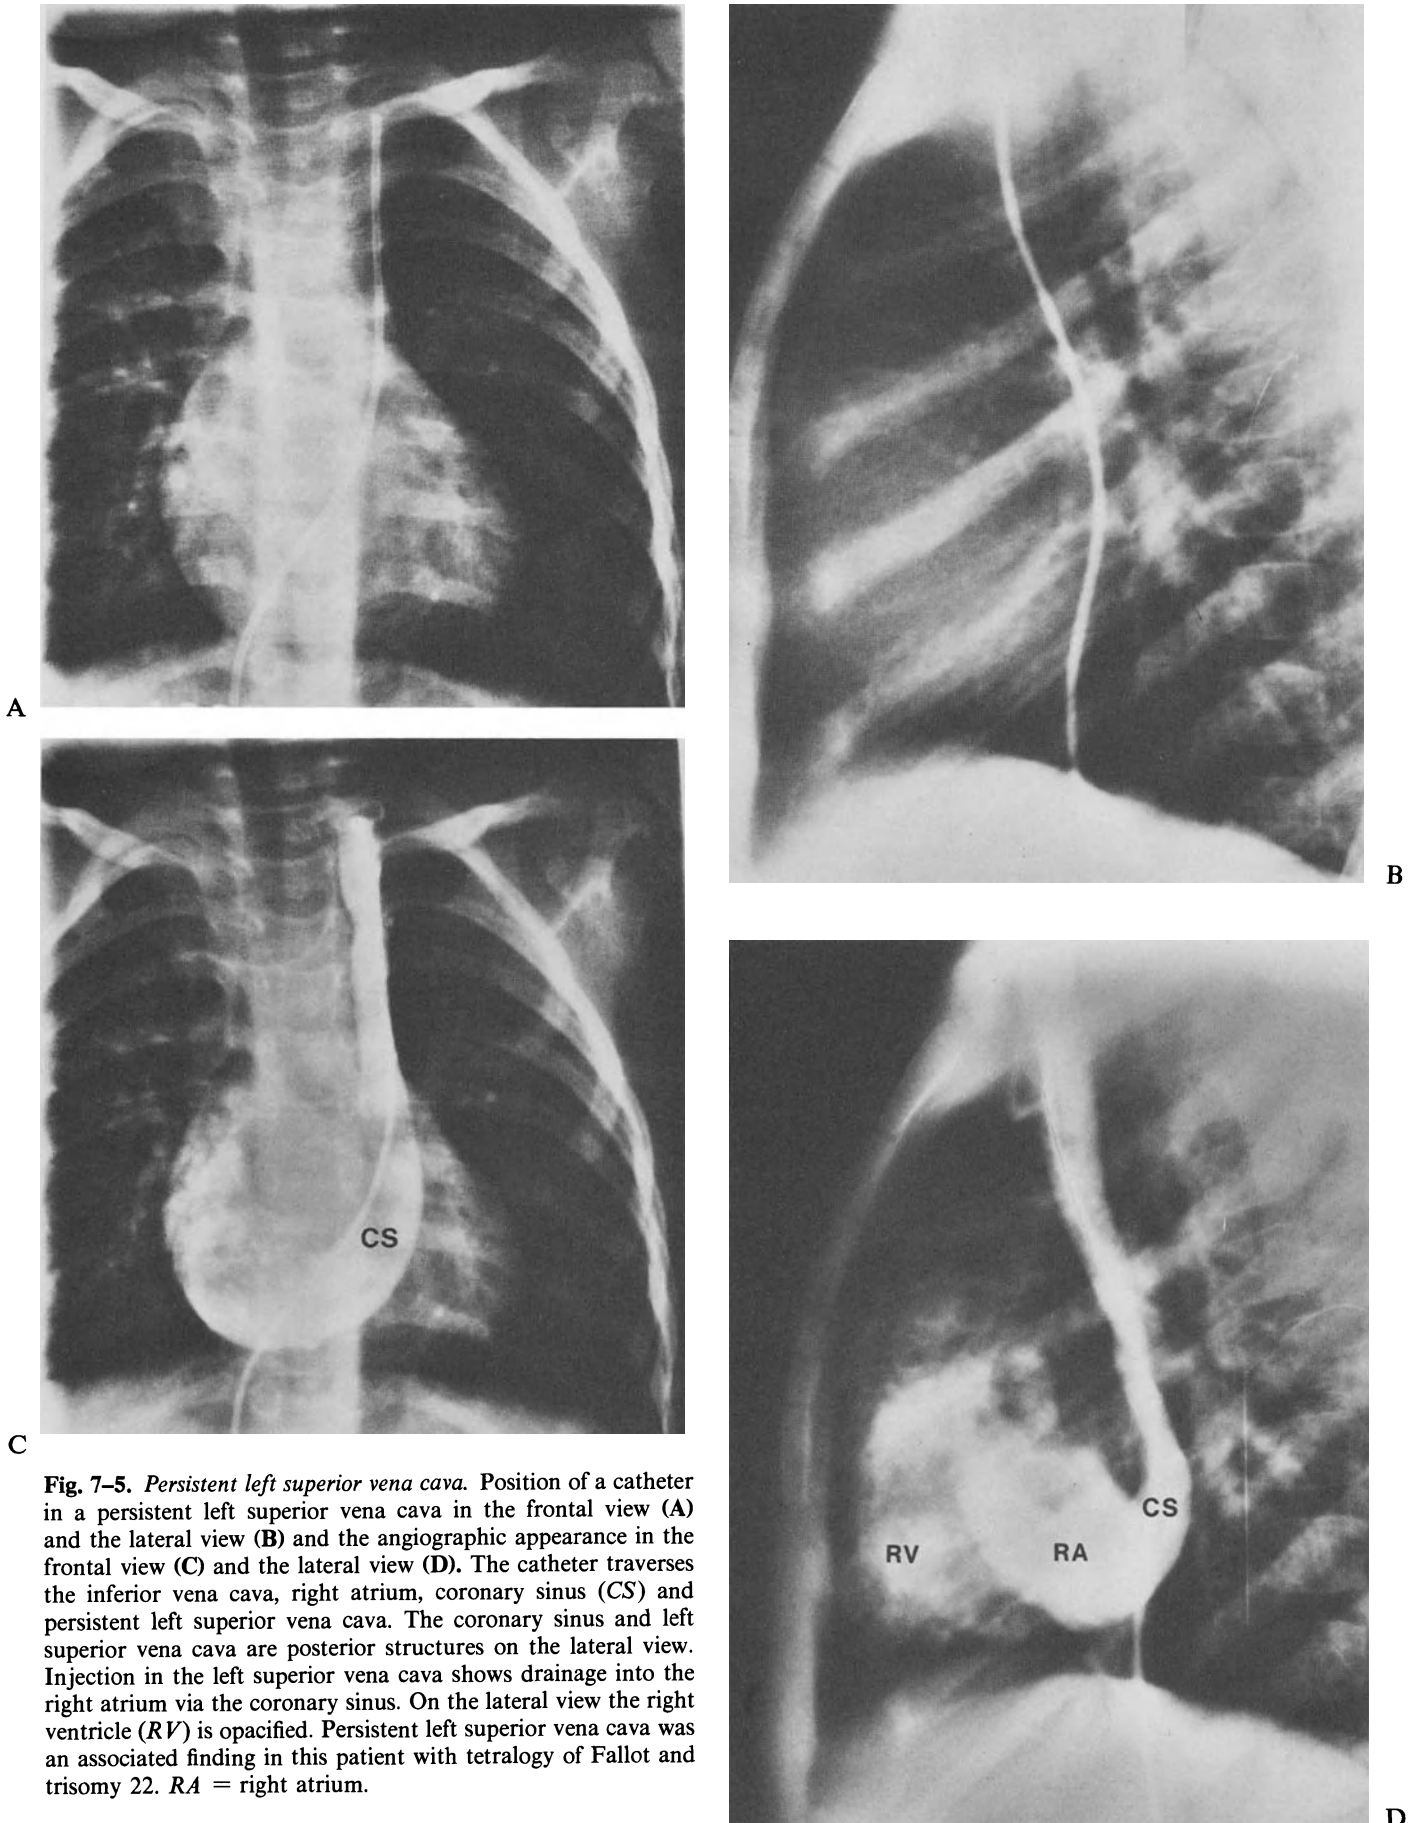 A
B
C
CS
RV
RA
CS
D
Fig. 7–5. Persistent left superior vena cava. Position of a catheter
in a persistent left superior vena cava in the frontal view (A)
and the lateral view (B) and the angiographic appearance in the
frontal view (C) and the lateral view (D). The catheter traverses
the inferior vena cava, right atrium, coronary sinus (CS) and
persistent left superior vena cava. The coronary sinus and left
superior vena cava are posterior structures on the lateral view.
Injection in the left superior vena cava shows drainage into the
right atrium via the coronary sinus. On the lateral view the right
ventricle (RV) is opacified. Persistent left superior vena cava was
an associated finding in this patient with tetralogy of Fallot and
trisomy 22. RA = right atrium.